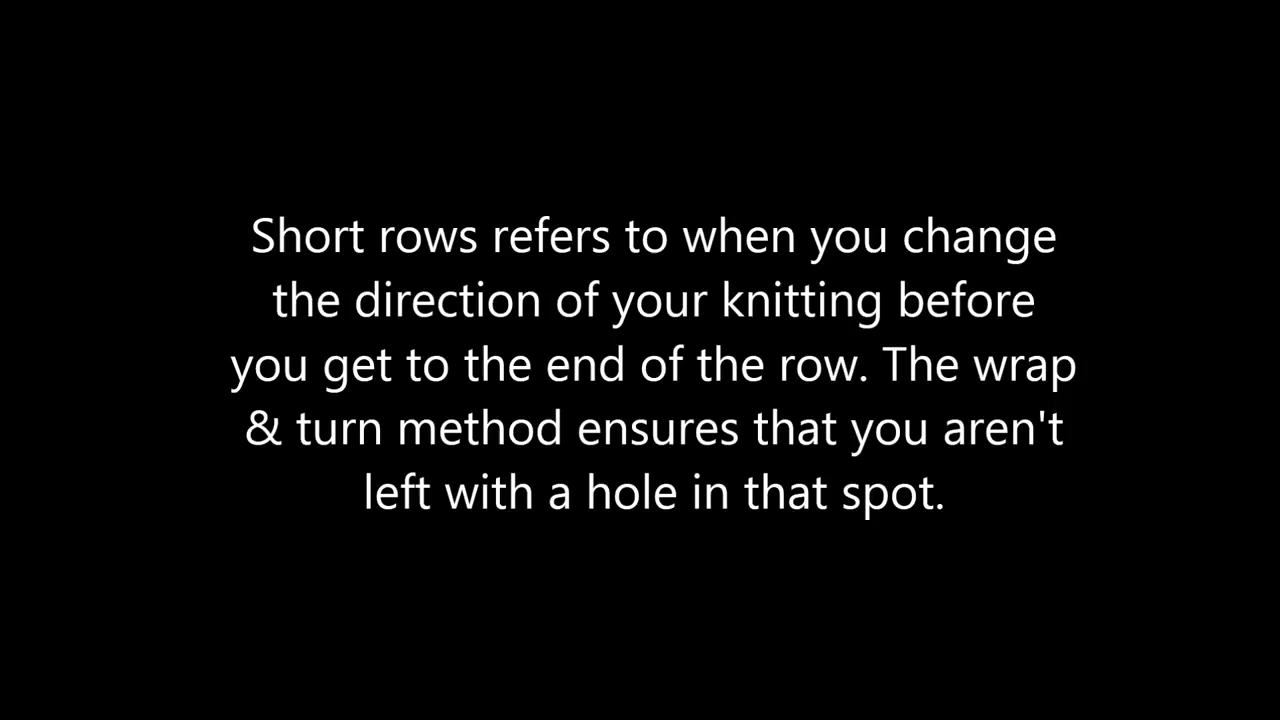 Short rows refers to when you change
the direction of your knitting before
you get to the end of the row. The wrap
& turn method ensures that you aren't
left with a hole in that spot.